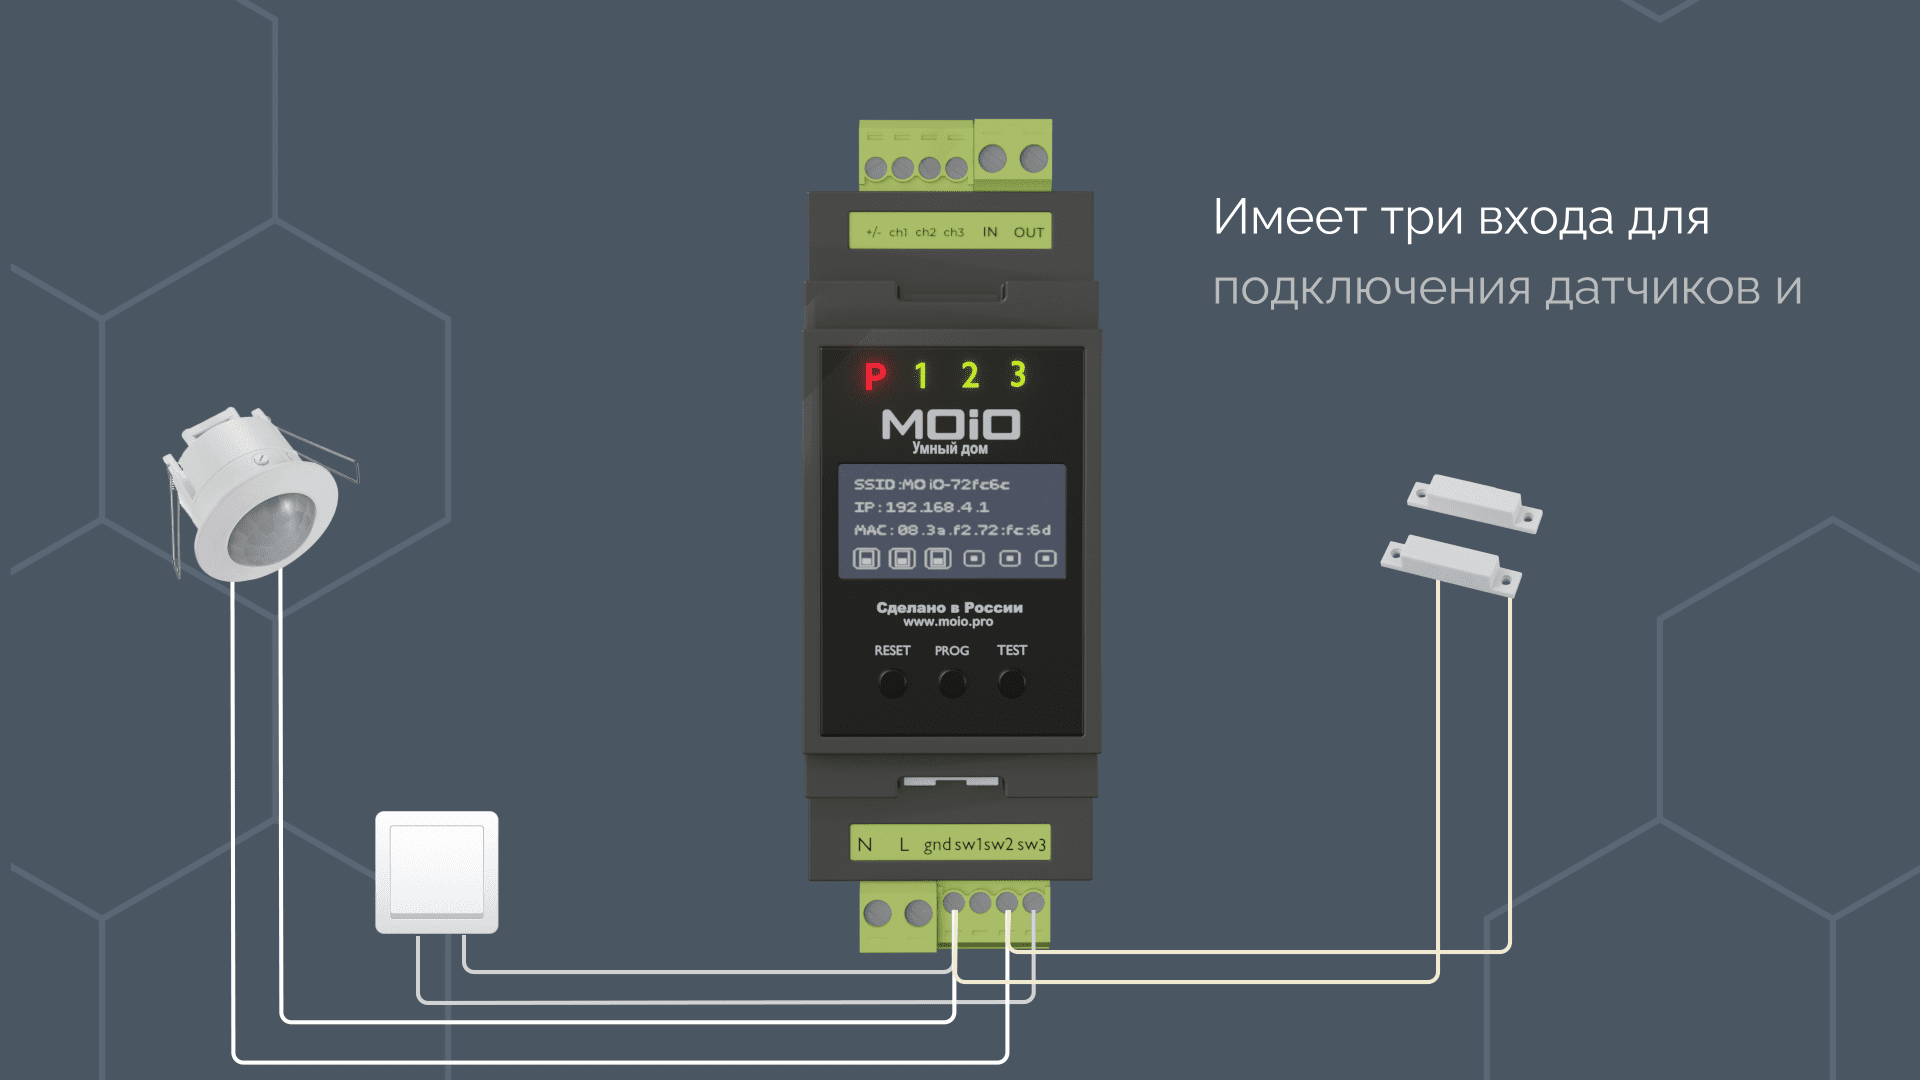 +/- ch1 ch2 ch3 IN OUT
Имеет три входа для
подключения датчиков и
P 1 2 3
MOiO
Умный дом
SSID:MOiO-72fc6c
IP:192.168.4.1
MAC:08.3a.f2.72:fc:6d
Сделано в России
www.moio.pro
RESET PROG TEST
N L gnd sw1 sw2 sw3